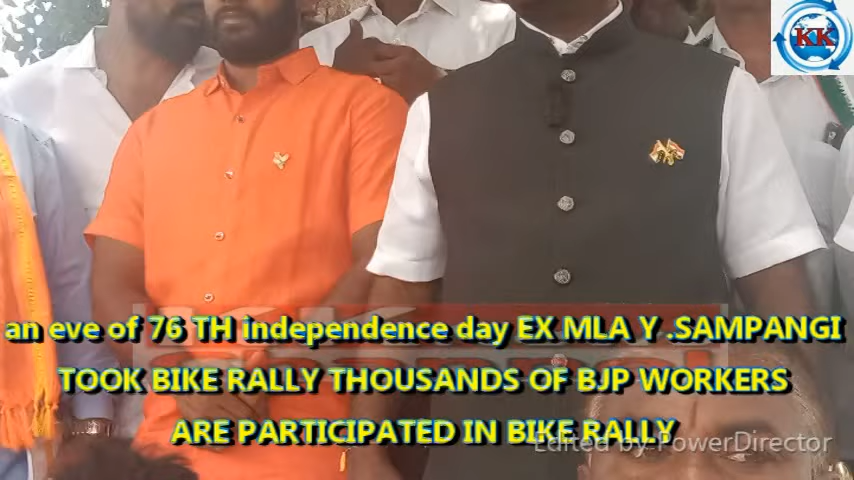 KK
an eve of 76 TH independence day EX MLA Y .SAMPANGI
TOOK BIKE RALLY THOUSANDS OF BJP WORKERS
ARE PARTICIPATED IN BIKE RALLY
Edited by PowerDirector